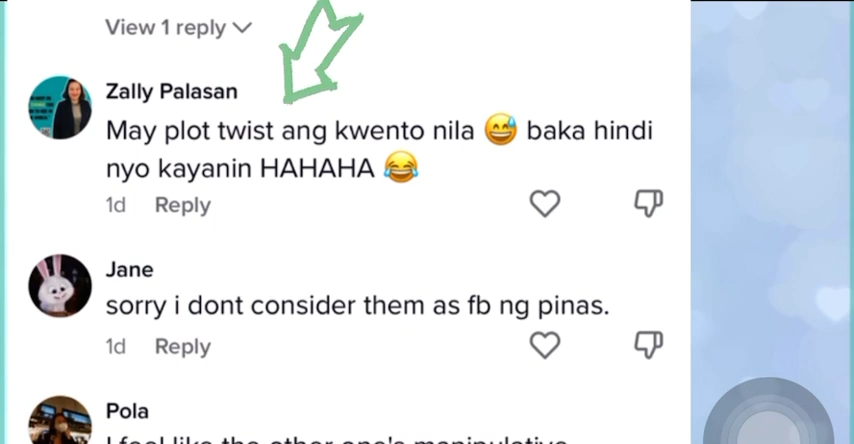 View 1 reply
Zally Palasan
May plot twist ang kwento nila 😅 baka hindi
nyo kayanin HAHAHA 😂
1d Reply
Jane
sorry i dont consider them as fb ng pinas.
1d Reply
Pola
I feel like the other one's manipulative